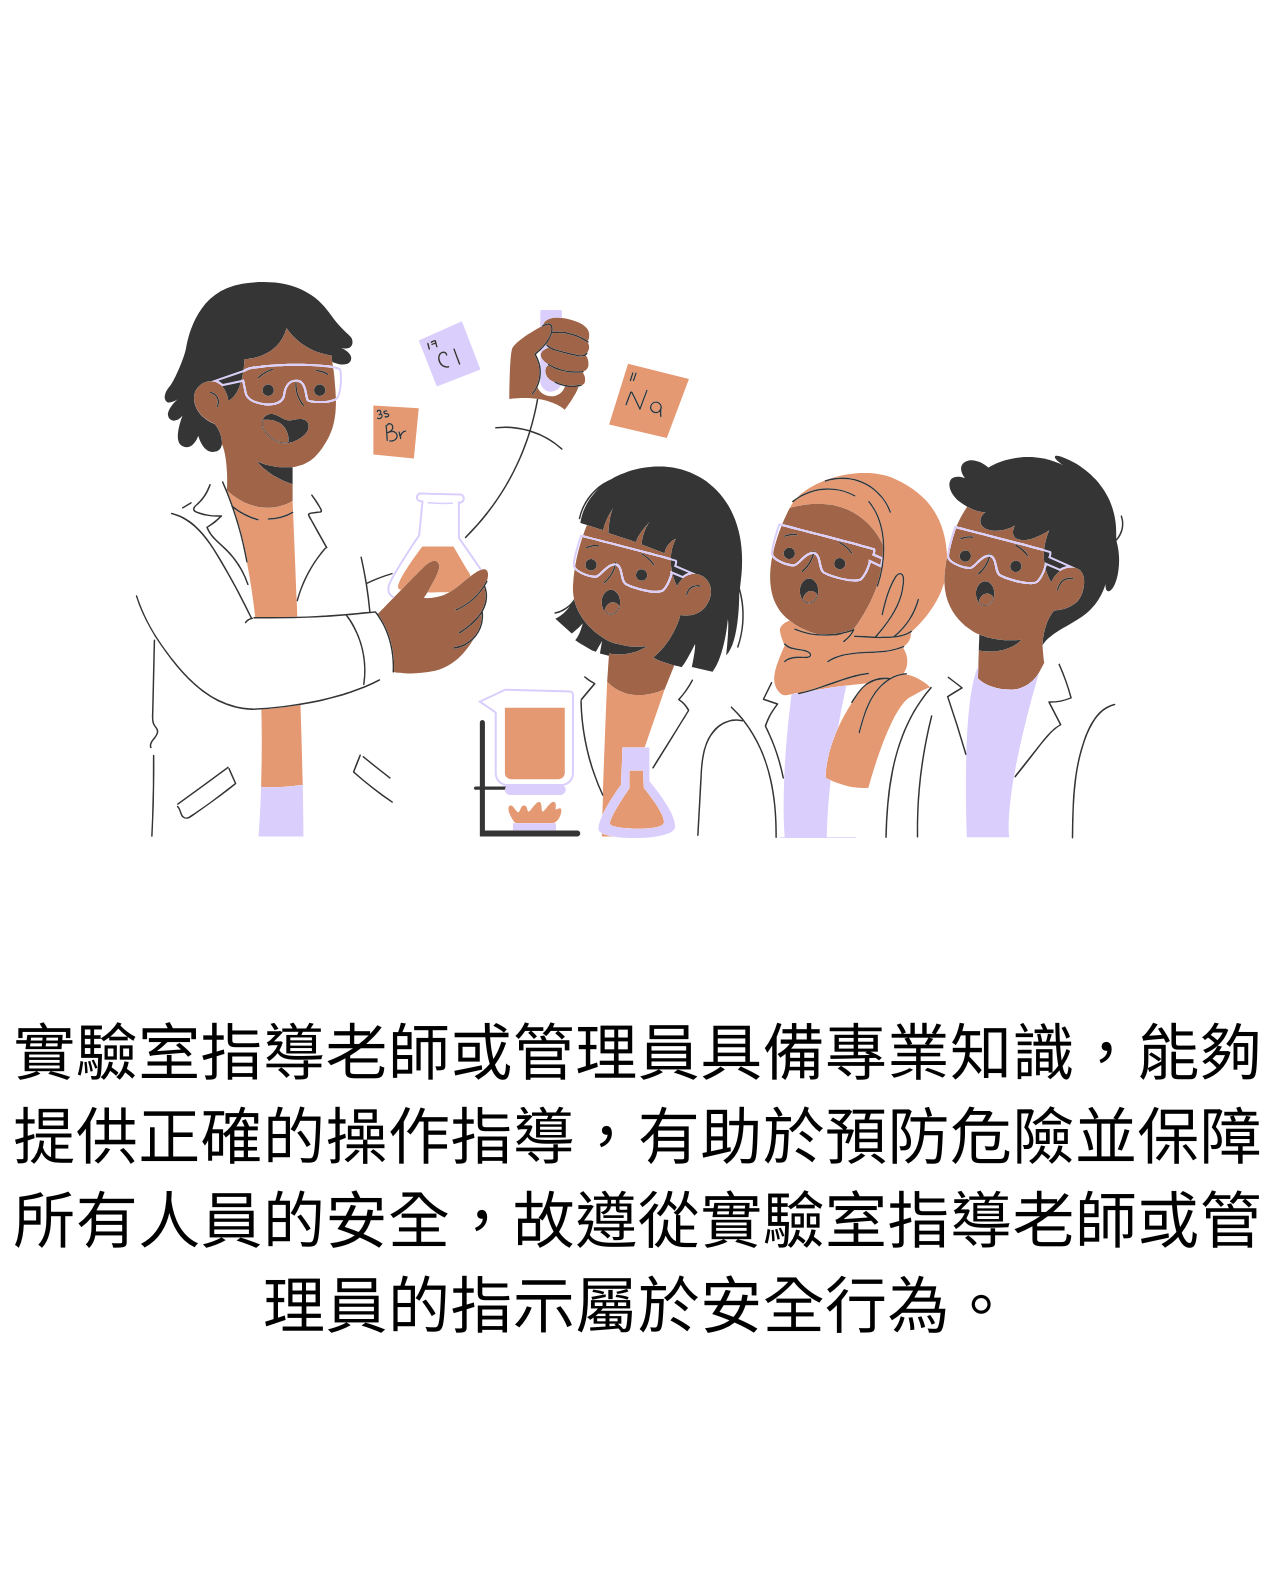 17
Cl
35
Br
11
Na
實驗室指導老師或管理員具備專業知識，能夠
提供正確的操作指導，有助於預防危險並保障
所有人員的安全，故遵從實驗室指導老師或管
理員的指示屬於安全行為。